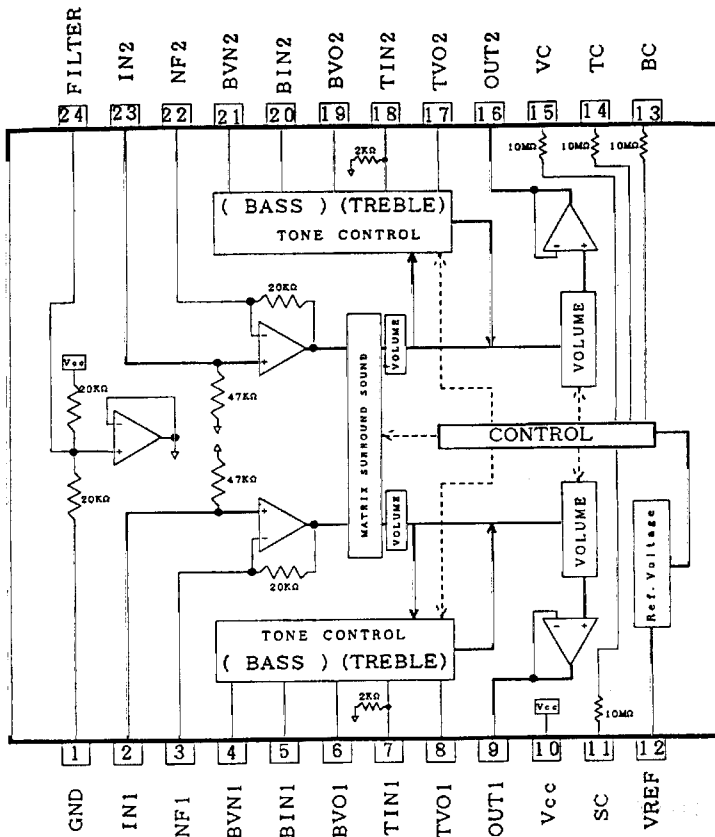 FILTER
IN2
NF2
BVN2
BIN2
BVO2
TIN2
TVO2
OUT2
VC
TC
BC
24
23
22
21
20
19
18
17
16
15
14
13
2KΩ
10MΩ
10MΩ
10MΩ
( BASS ) (TREBLE)
TONE CONTROL
- +
20KΩ
-
+
MATRIX SURROUND SOUND
VOLUME
VOLUME
Vcc
20KΩ
47KΩ
-
+
CONTROL
20KΩ
47KΩ
+
-
VOLUME
VOLUME
Ref. Voltage
20KΩ
TONE CONTROL
( BASS ) (TREBLE)
- +
2KΩ
Vcc
10MΩ
1
2
3
4
5
6
7
8
9
10
11
12
GND
IN1
NF1
BVN1
BIN1
BVO1
TIN1
TVO1
OUT1
Vcc
SC
VREF